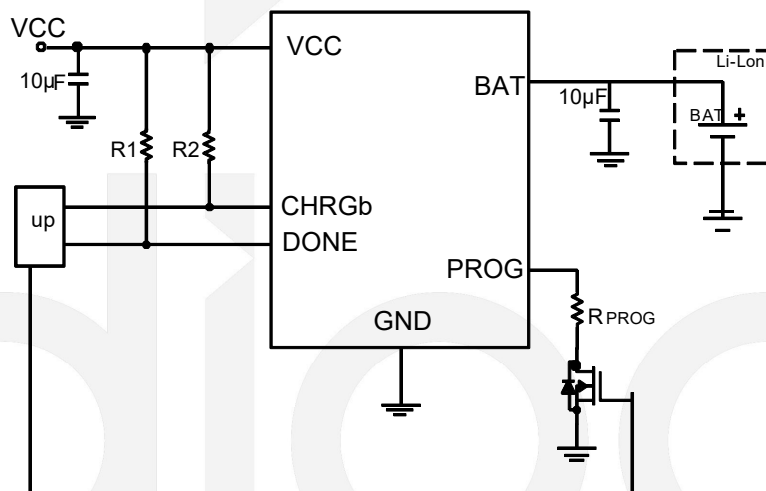 VCC
VCC
10µF
R1
R2
up
CHRGb
DONE
GND
BAT
10µF
Li-Lon
BAT +
PROG
RPROG